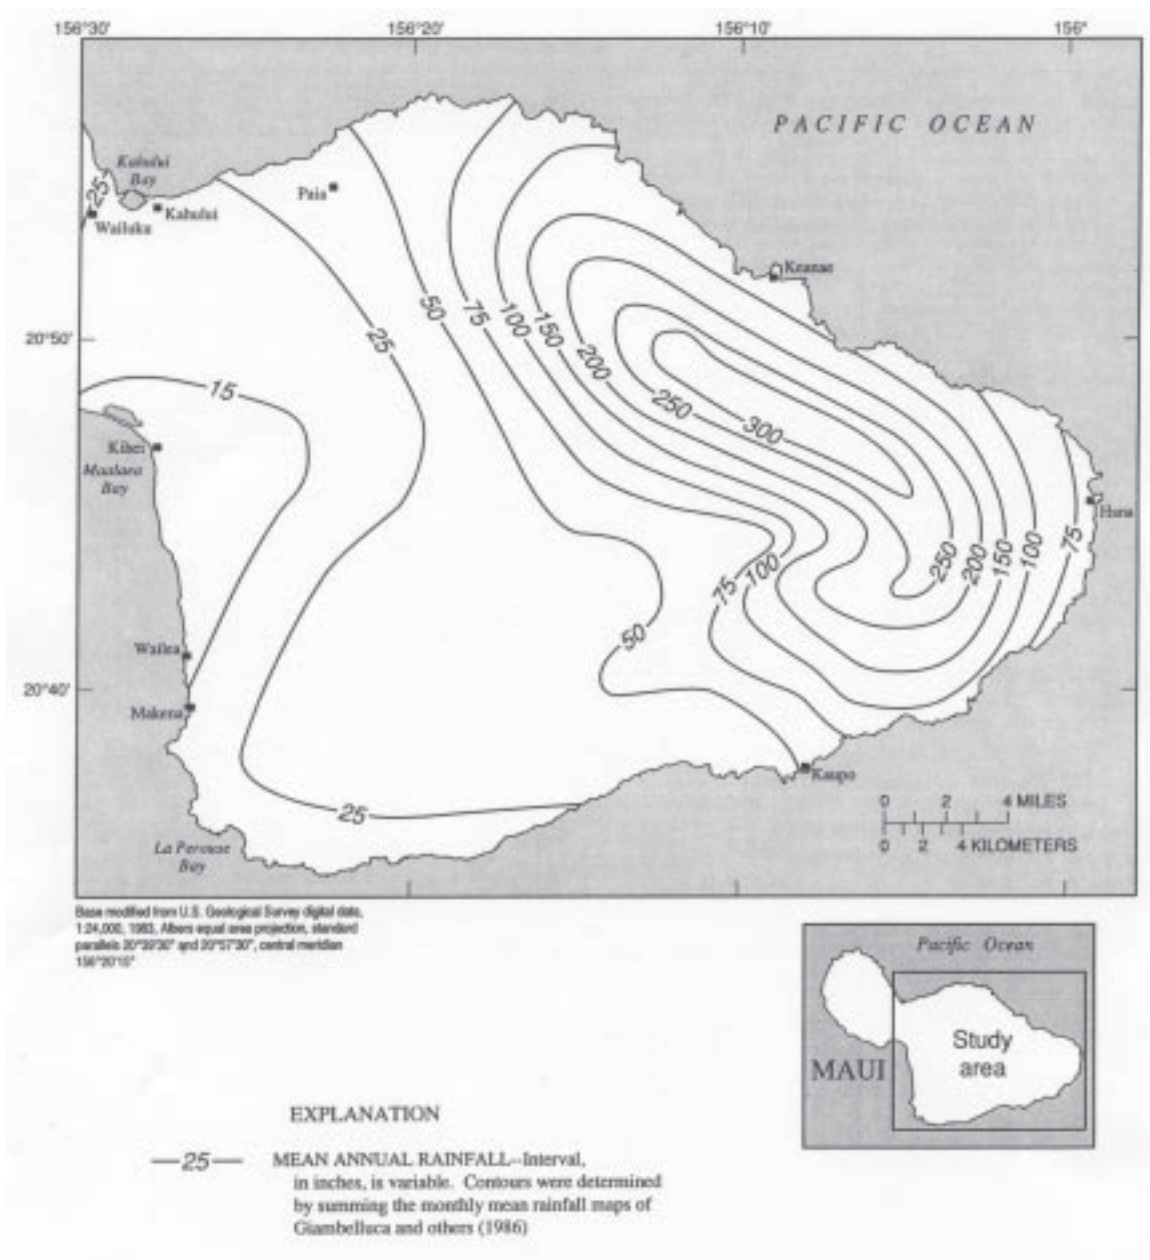 156°30'
156°20'
156°10'
156°
PACIFIC OCEAN
Kahului
Bay
25
Paia
Kahului
Wailuku
Keanae
20°50'
25
50
75
100
150
200
250
300
15
Kihei
Maalaea
Bay
Hana
75
100
150
200
250
100
75
50
Wailea
20°40'
Makena
Kaupo
25
La Perouse
Bay
0 2 4 MILES
0 2 4 KILOMETERS
Base modified from U.S. Geological Survey digital data,
1:24,000, 1983, Albers equal area projection, standard
parallels 20°39'30" and 20°57'30", central meridian
156°20'15"
Pacific Ocean
Study
area
MAUI
EXPLANATION
25
MEAN ANNUAL RAINFALL--Interval,
in inches, is variable. Contours were determined
by summing the monthly mean rainfall maps of
Giambelluca and others (1986)